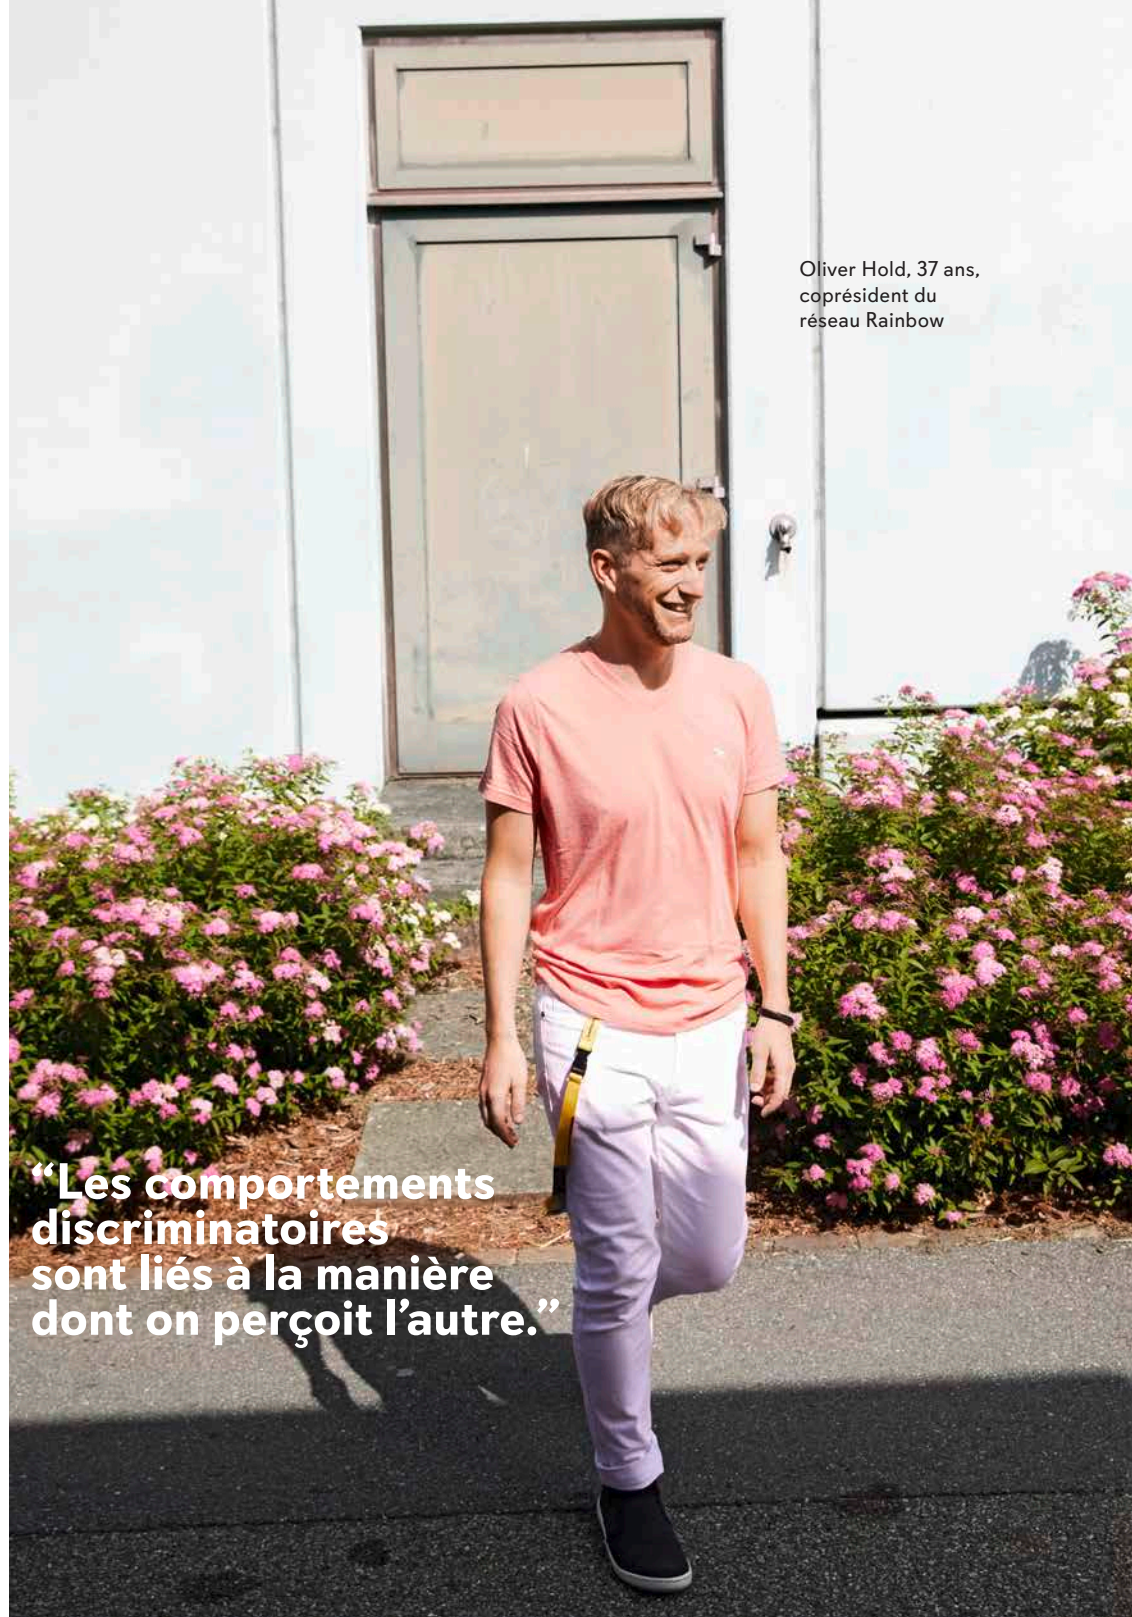 Oliver Hold, 37 ans,
coprésident du
réseau Rainbow
“Les comportements
discriminatoires
sont liés à la manière
dont on perçoit l’autre.”